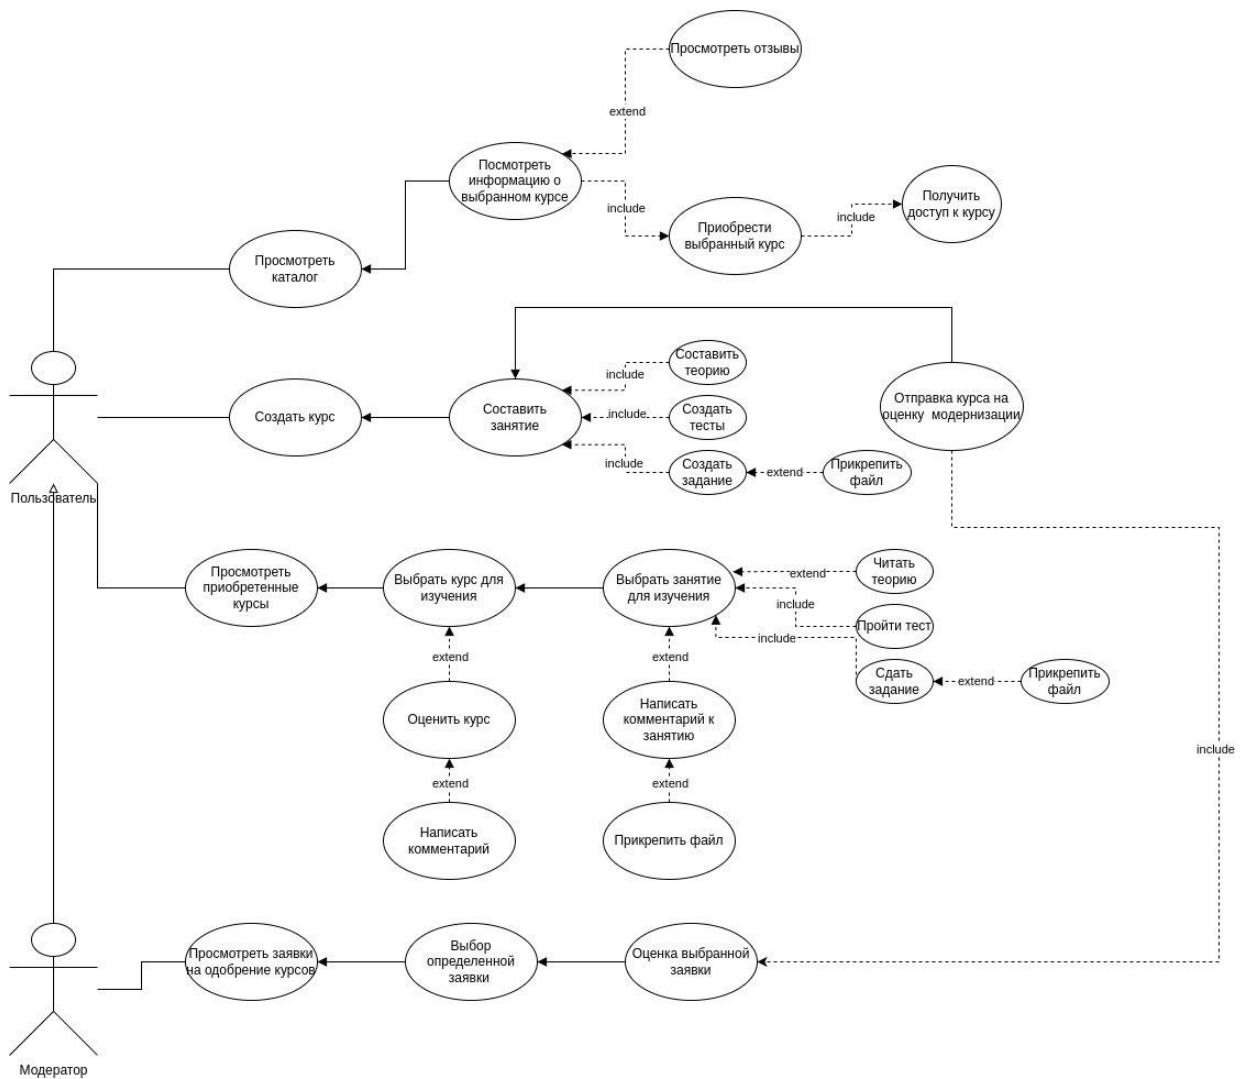 Просмотреть отзывы
extend
Посмотреть
информацию о
выбранном курсе
include
Приобрести
выбранный курс
include
Получить
доступ к курсу
Просмотреть
каталог
Составить
теорию
include
Создать курс
Составить
занятие
include
Создать
тесты
include
Создать
задание
extend
Прикрепить
файл
Отправка курса на
оценку модернизации
Пользователь
Просмотреть
приобретенные
курсы
Выбрать курс для
изучения
Выбрать занятие
для изучения
extend
Читать
теорию
include
Пройти тест
include
Сдать
задание
extend
Прикрепить
файл
extend
extend
Оценить курс
Написать
комментарий к
занятию
include
extend
extend
Написать
комментарий
Прикрепить файл
Просмотреть заявки
на одобрение курсов
Выбор
определенной
заявки
Оценка выбранной
заявки
Модератор